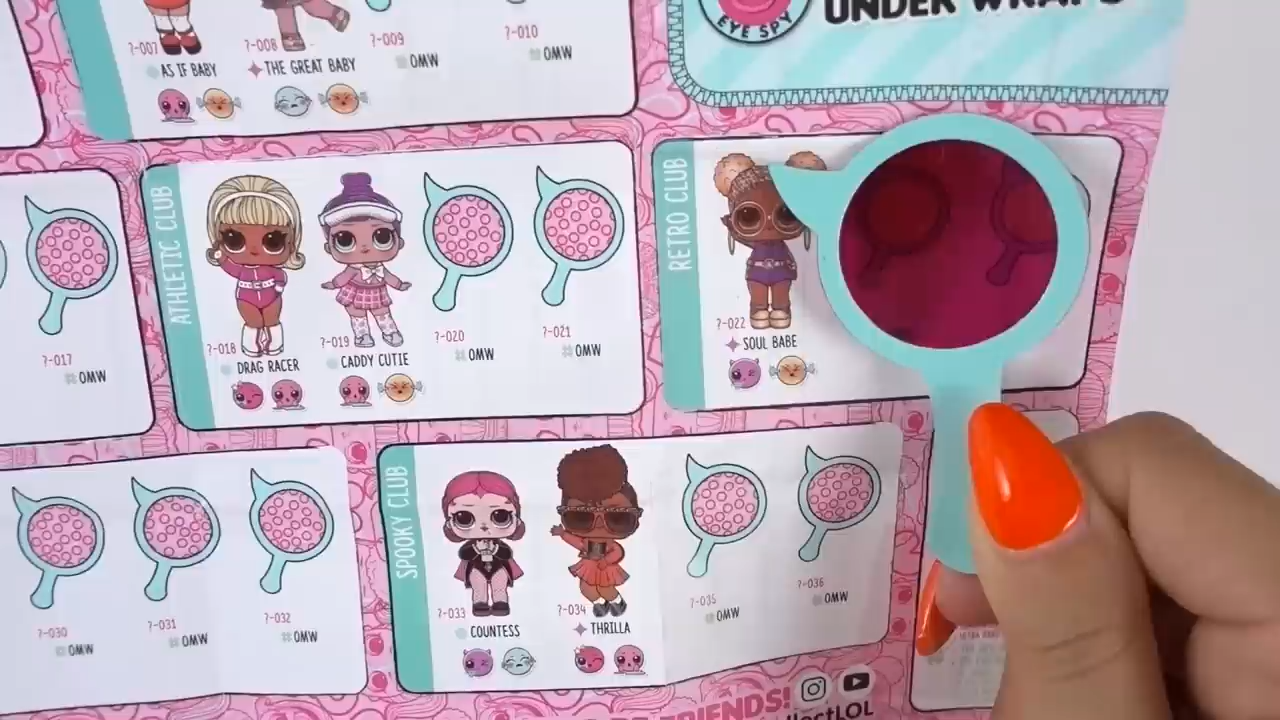 EYE SPY
UNDER WRAPS
?-007
AS IF BABY
?-008
THE GREAT BABY
?-009
OMW
?-010
OMW
?-017
OMW
ATHLETIC CLUB
?-018
DRAG RACER
?-019
CADDY CUTIE
?-020
OMW
?-021
OMW
RETRO CLUB
?-022
SOUL BABE
?-030
OMW
?-031
OMW
?-032
OMW
SPOOKY CLUB
?-033
COUNTESS
?-034
THRILLA
?-035
OMW
?-036
OMW
FRIENDS!
llectLOL